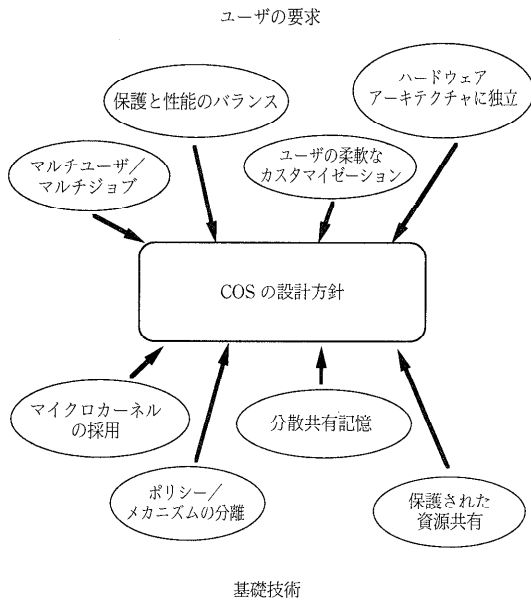 ユーザの要求
保護と性能のバランス
ハードウェア
アーキテクチャに独立
マルチユーザ／
マルチジョブ
ユーザの柔軟な
カスタマイゼーション
COS の設計方針
マイクロカーネル
の採用
分散共有記憶
ポリシー／
メカニズムの分離
保護された
資源共有
基礎技術